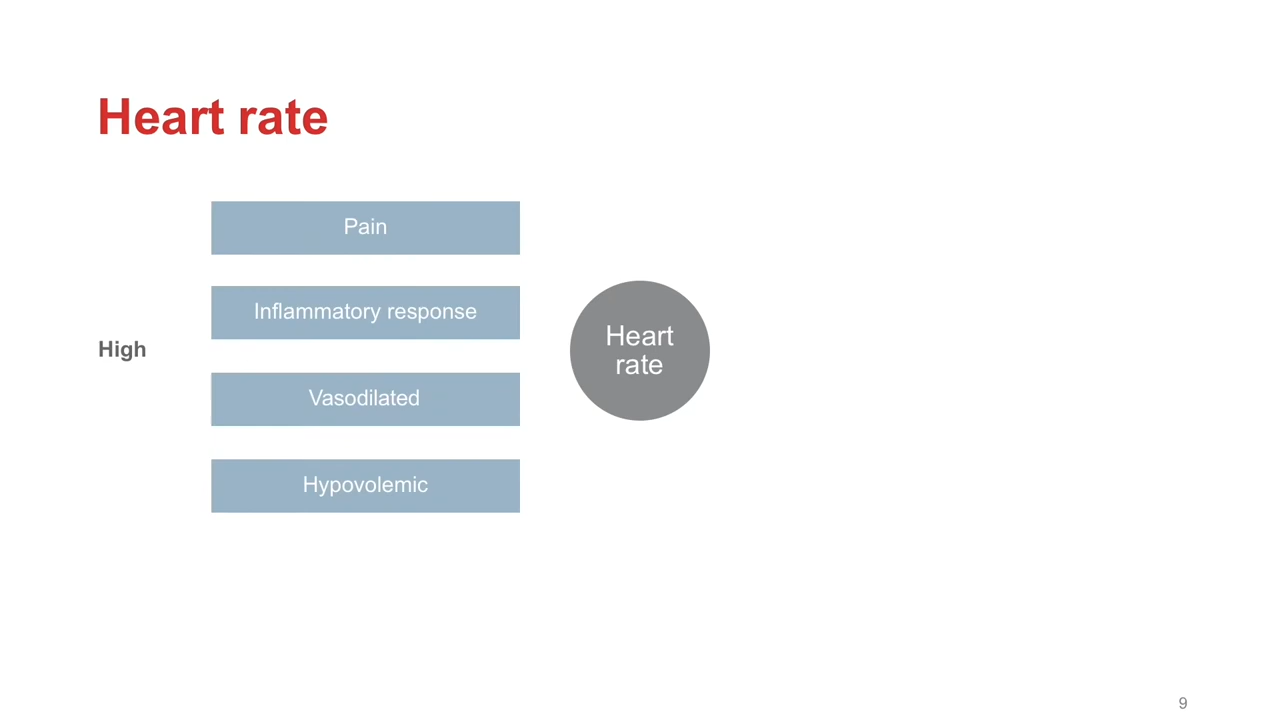 Heart rate
Pain
Inflammatory response
High
Vasodilated
Hypovolemic
Heart
rate
9